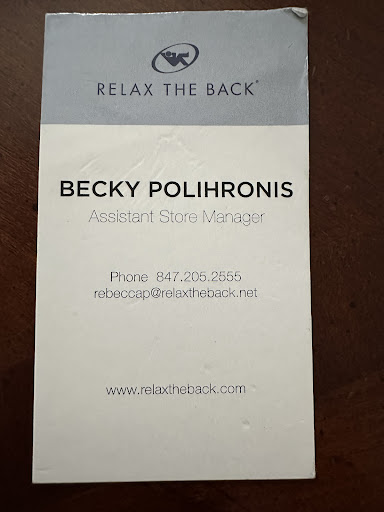 RELAX THE BACK®
BECKY POLIHRONIS
Assistant Store Manager
Phone 847.205.2555
rebeccap@relaxtheback.net
www.relaxtheback.com